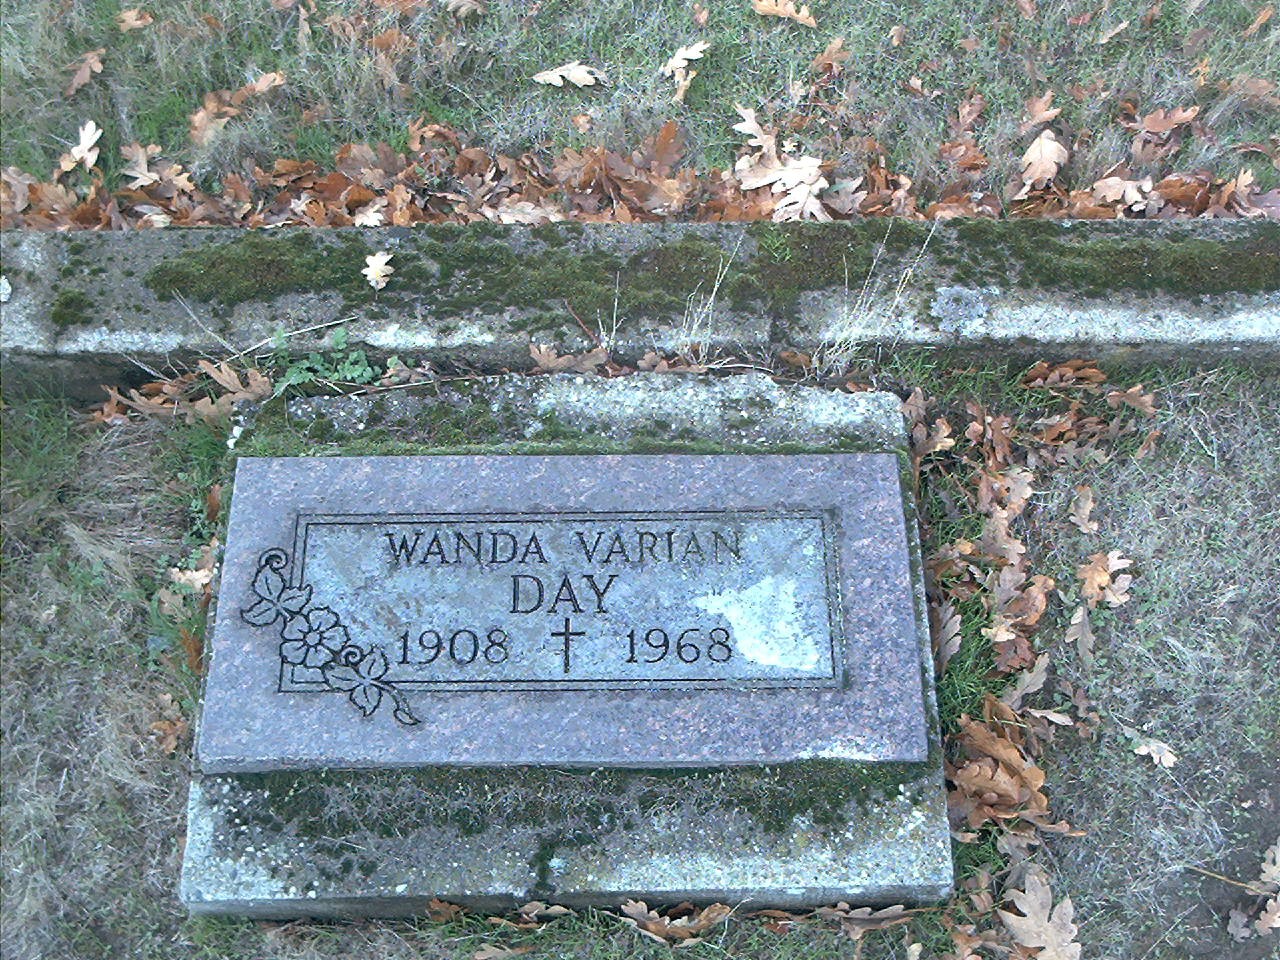 WANDA VARIAN
DAY
1908 † 1968